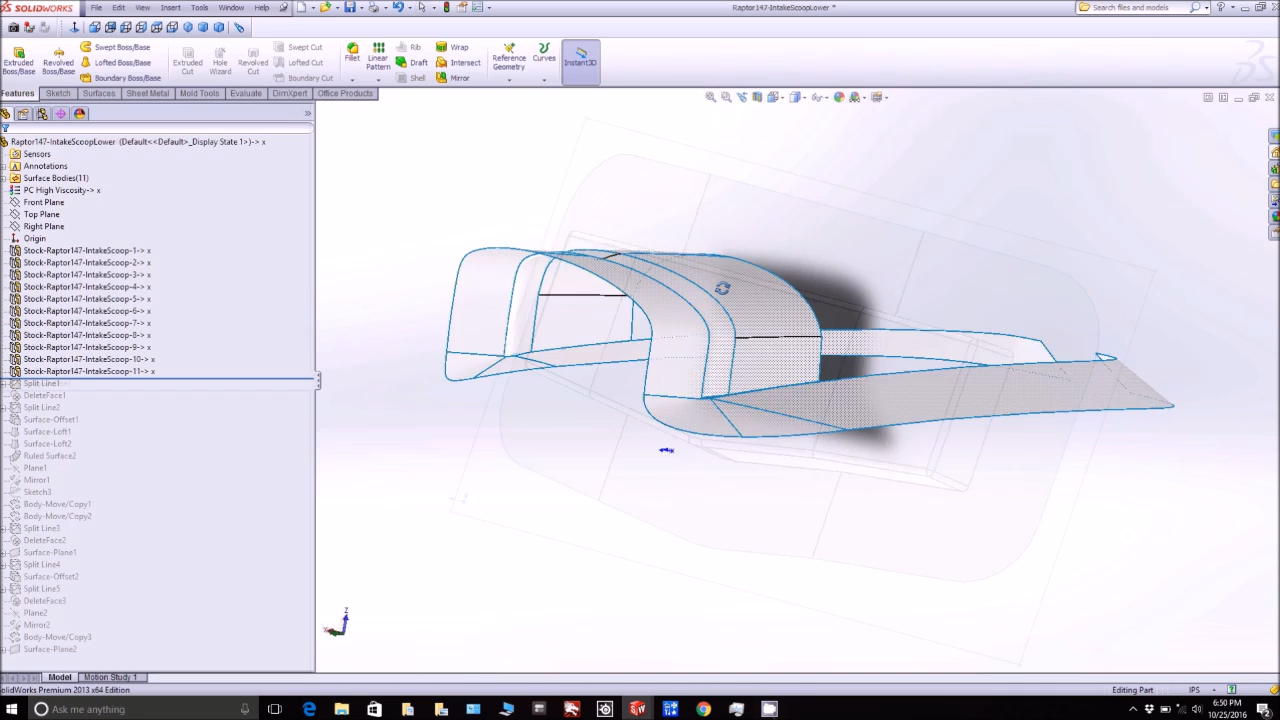 SOLIDWORKS File Edit View Insert Tools Window Help Raptor147-IntakeScoopLower * Search files and models
Extruded Boss/Base
Revolved Boss/Base
Swept Boss/Base
Lofted Boss/Base
Boundary Boss/Base
Extruded Cut
Hole Wizard
Revolved Cut
Swept Cut
Lofted Cut
Boundary Cut
Fillet
Linear Pattern
Rib
Draft
Shell
Wrap
Intersect
Mirror
Reference Geometry
Curves
Instant3D
Features Sketch Surfaces Sheet Metal Mold Tools Evaluate DimXpert Office Products
Raptor147-IntakeScoopLower (Default<<Default>_Display State 1>)-> x
Sensors
Annotations
Surface Bodies(11)
PC High Viscosity-> x
Front Plane
Top Plane
Right Plane
Origin
Stock-Raptor147-IntakeScoop-1-> x
Stock-Raptor147-IntakeScoop-2-> x
Stock-Raptor147-IntakeScoop-3-> x
Stock-Raptor147-IntakeScoop-4-> x
Stock-Raptor147-IntakeScoop-5-> x
Stock-Raptor147-IntakeScoop-6-> x
Stock-Raptor147-IntakeScoop-7-> x
Stock-Raptor147-IntakeScoop-8-> x
Stock-Raptor147-IntakeScoop-9-> x
Stock-Raptor147-IntakeScoop-10-> x
Stock-Raptor147-IntakeScoop-11-> x
Split Line1
DeleteFace1
Split Line2
Surface-Offset1
Surface-Loft1
Surface-Loft2
Ruled Surface2
Plane1
Mirror1
Sketch3
Body-Move/Copy1
Body-Move/Copy2
Split Line3
DeleteFace2
Surface-Plane1
Split Line4
Surface-Offset2
Split Line5
DeleteFace3
Plane2
Mirror2
Body-Move/Copy3
Surface-Plane2
Z
Model Motion Study 1
SolidWorks Premium 2013 x64 Edition Editing Part IPS
Ask me anything
6:50 PM
10/25/2016